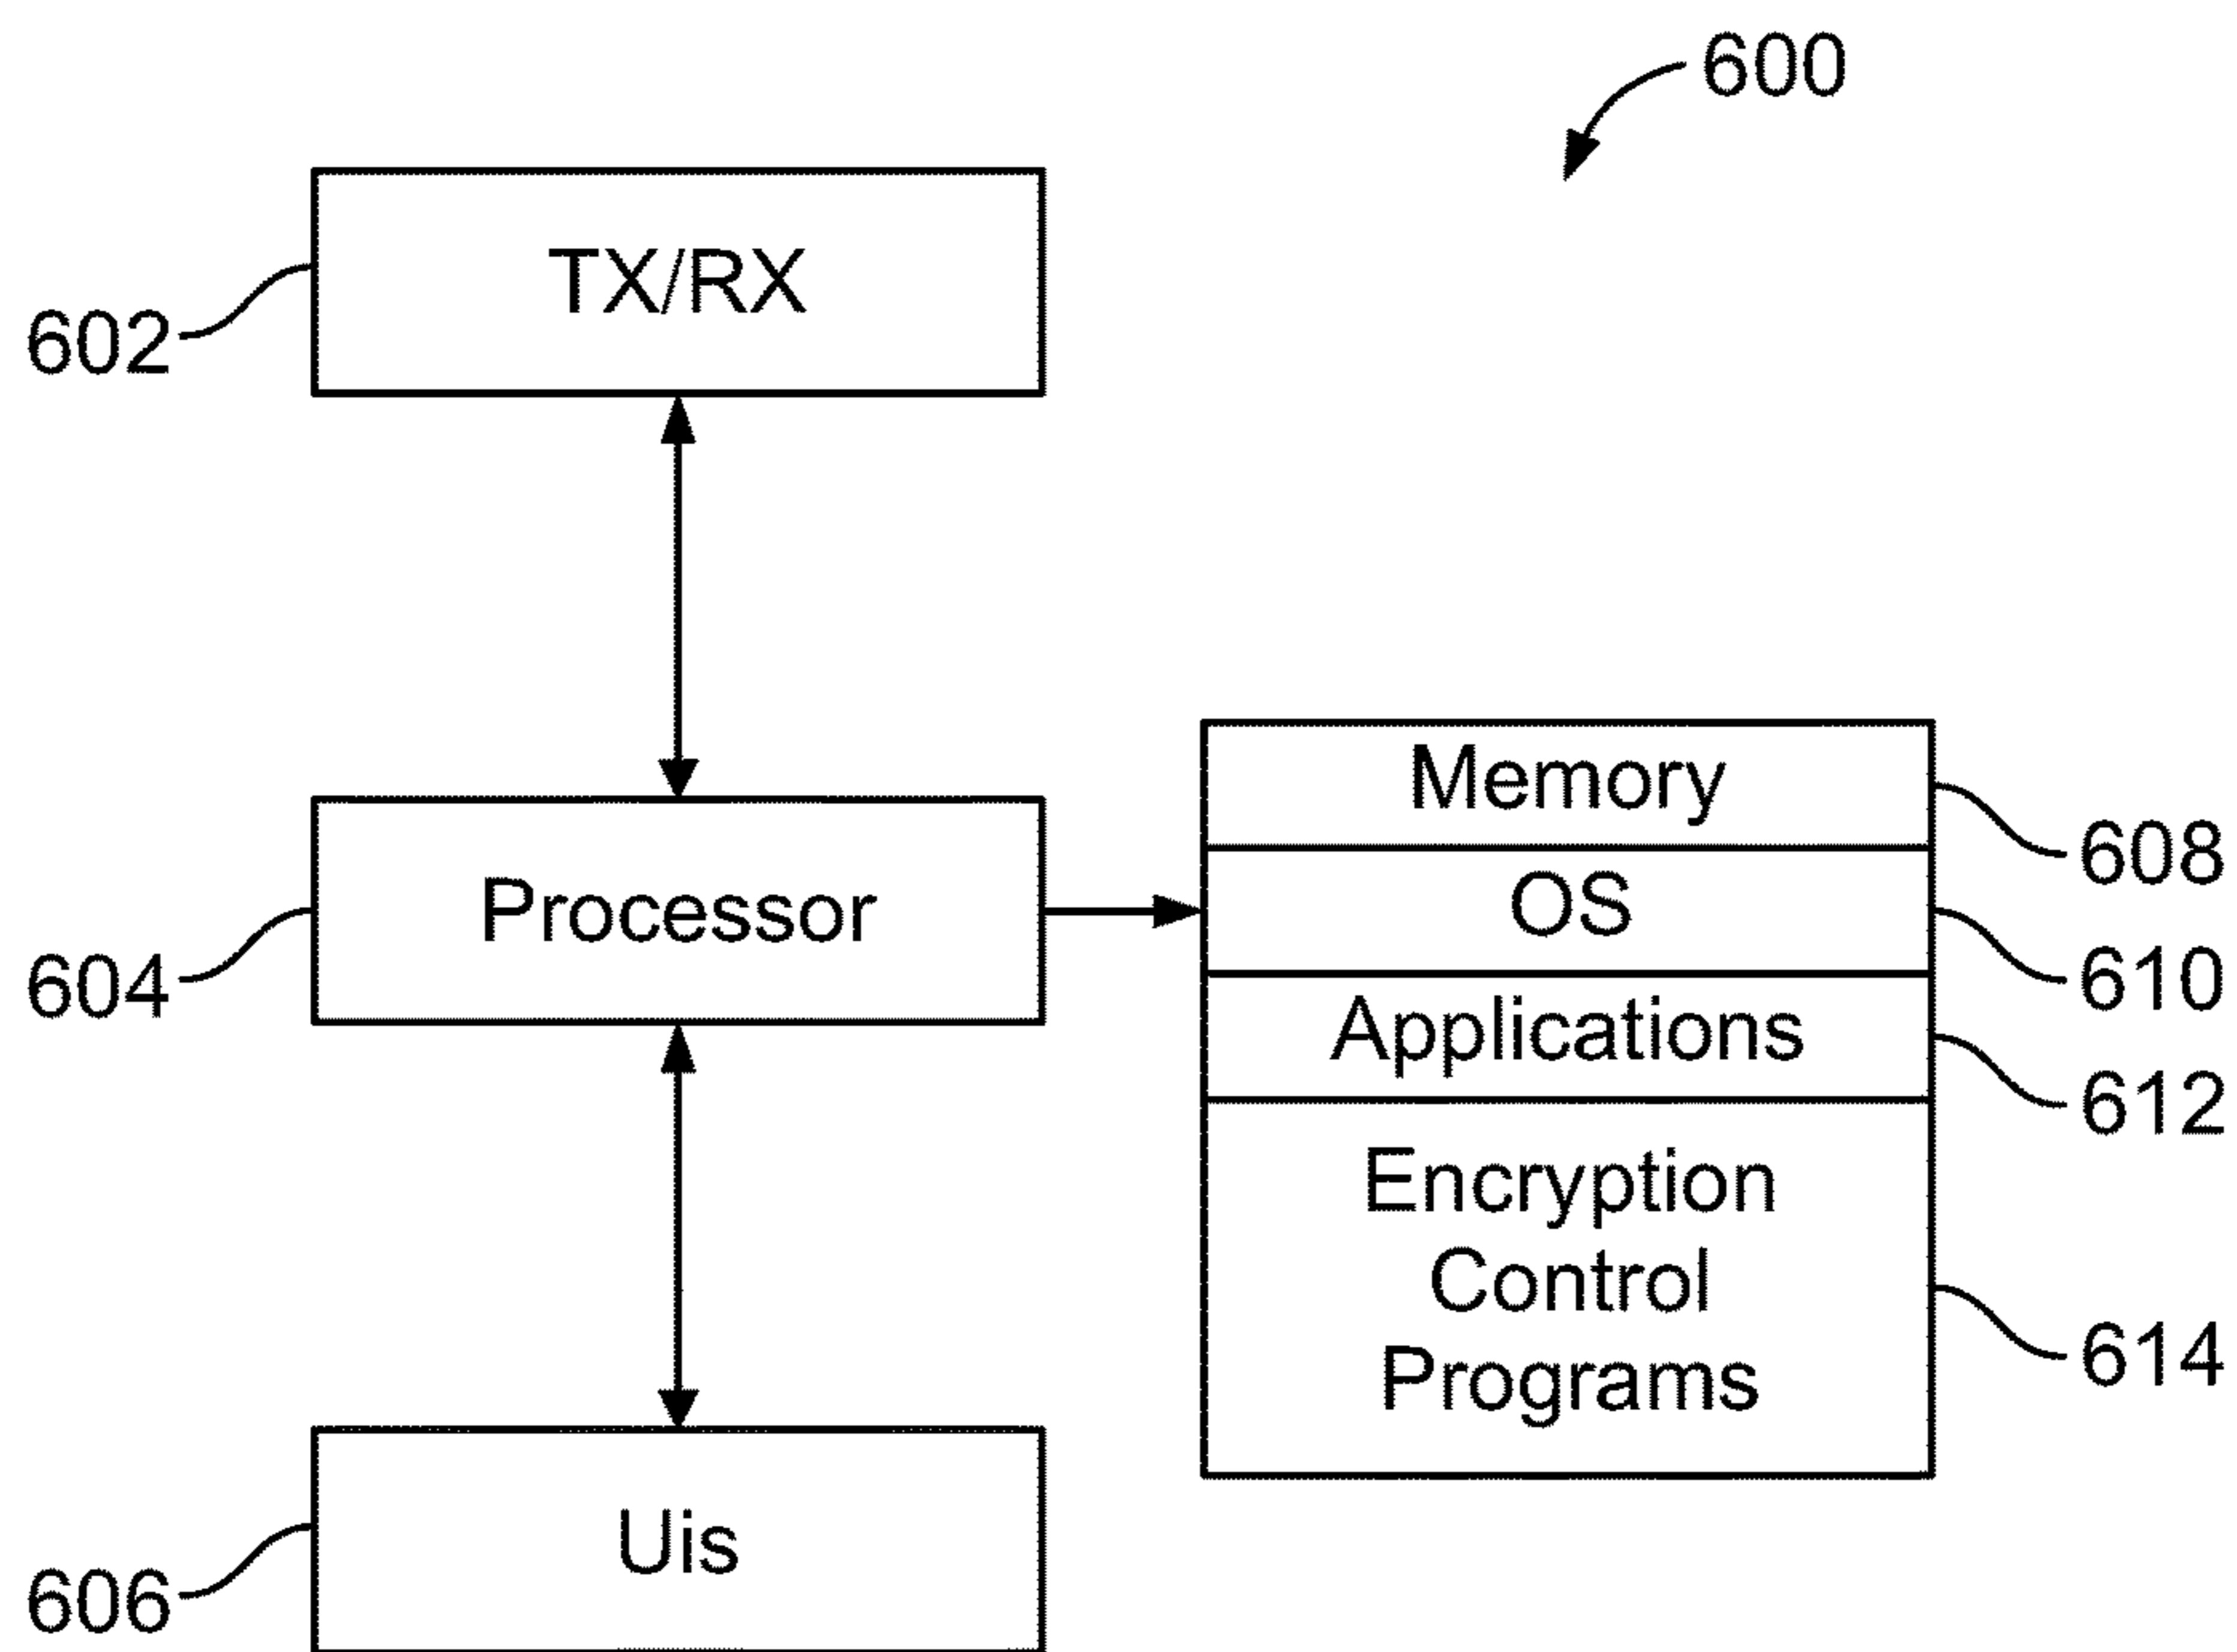 600
TX/RX
602
Memory
608
Processor
OS
604
610
Applications
612
Encryption
Control
614
Programs
Uis
606